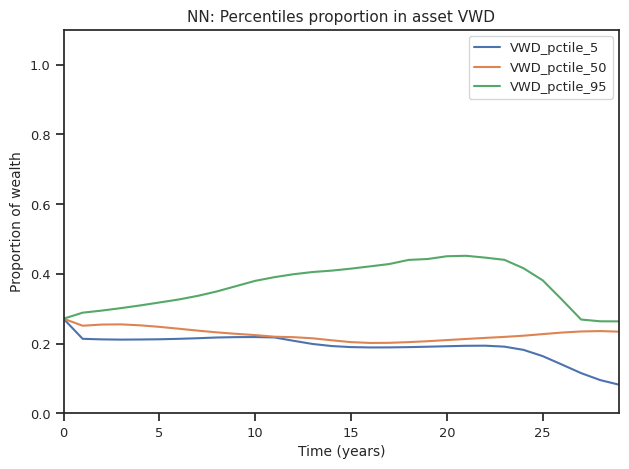 NN: Percentiles proportion in asset VWD
VWD_pctile_5
VWD_pctile_50
VWD_pctile_95
Proportion of wealth
1.0
0.8
0.6
0.4
0.2
0.0
0 5 10 15 20 25
Time (years)